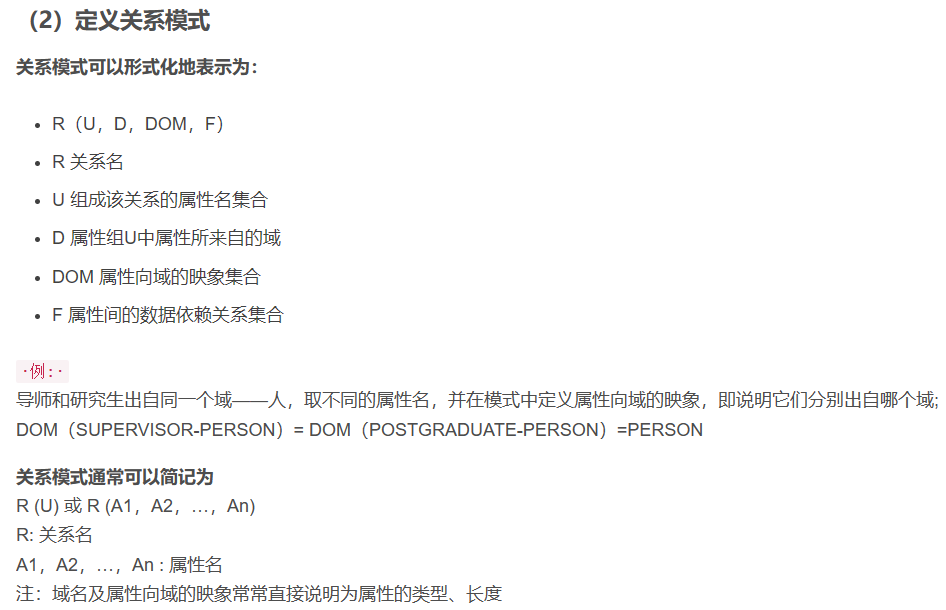 （2）定义关系模式
关系模式可以形式化地表示为：
R（U，D，DOM，F）
R 关系名
U 组成该关系的属性名集合
D 属性组U中属性所来自的域
DOM 属性向域的映象集合
F 属性间的数据依赖关系集合
·例：·
导师和研究生出自同一个域——人，取不同的属性名，并在模式中定义属性向域的映象，即说明它们分别出自哪个域;
DOM（SUPERVISOR-PERSON）= DOM（POSTGRADUATE-PERSON）=PERSON
关系模式通常可以简记为
R (U) 或 R (A1，A2，…，An)
R: 关系名
A1，A2，…，An : 属性名
注：域名及属性向域的映象常常直接说明为属性的类型、长度